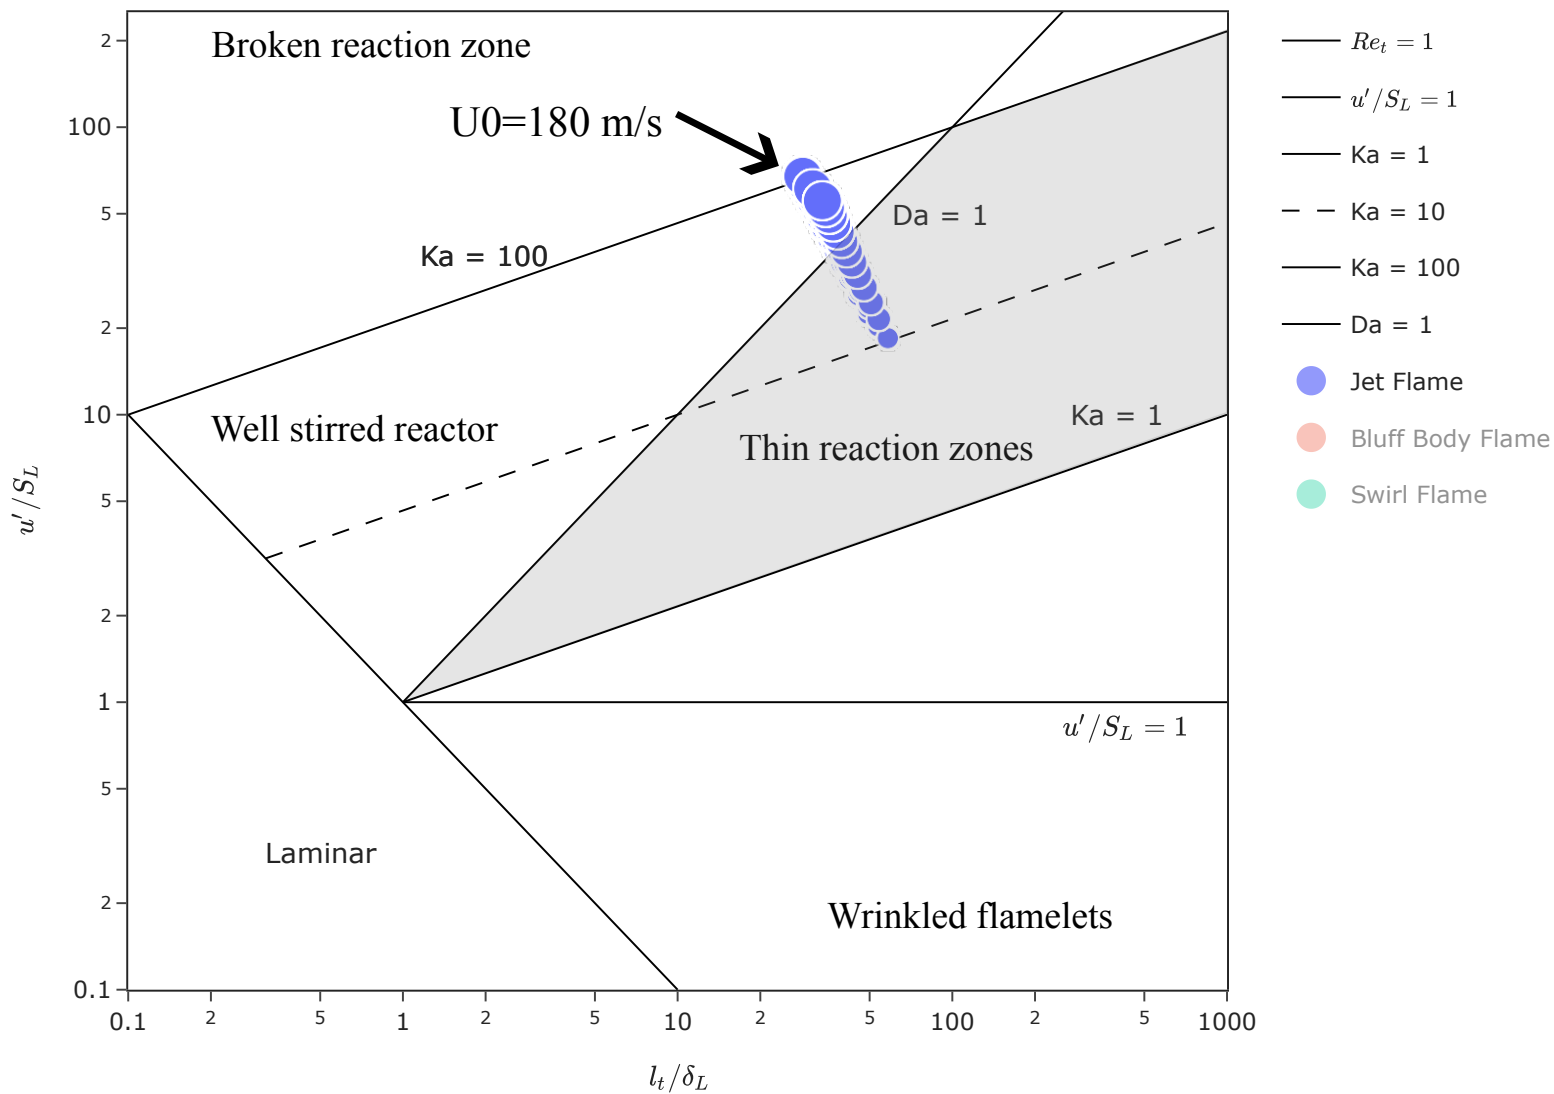 Broken reaction zone
U0=180 m/s
Da = 1
Ka = 100
Ka = 1
Well stirred reactor
Thin reaction zones
u′/S_L = 1
Laminar
Wrinkled flamelets
2
100
5
2
10
5
2
1
5
2
0.1
u′/S_L
0.1 2 5 1 2 5 10 2 5 100 2 5 1000
l_t/δ_L
Re_t = 1
u′/S_L = 1
Ka = 1
Ka = 10
Ka = 100
Da = 1
Jet Flame
Bluff Body Flame
Swirl Flame